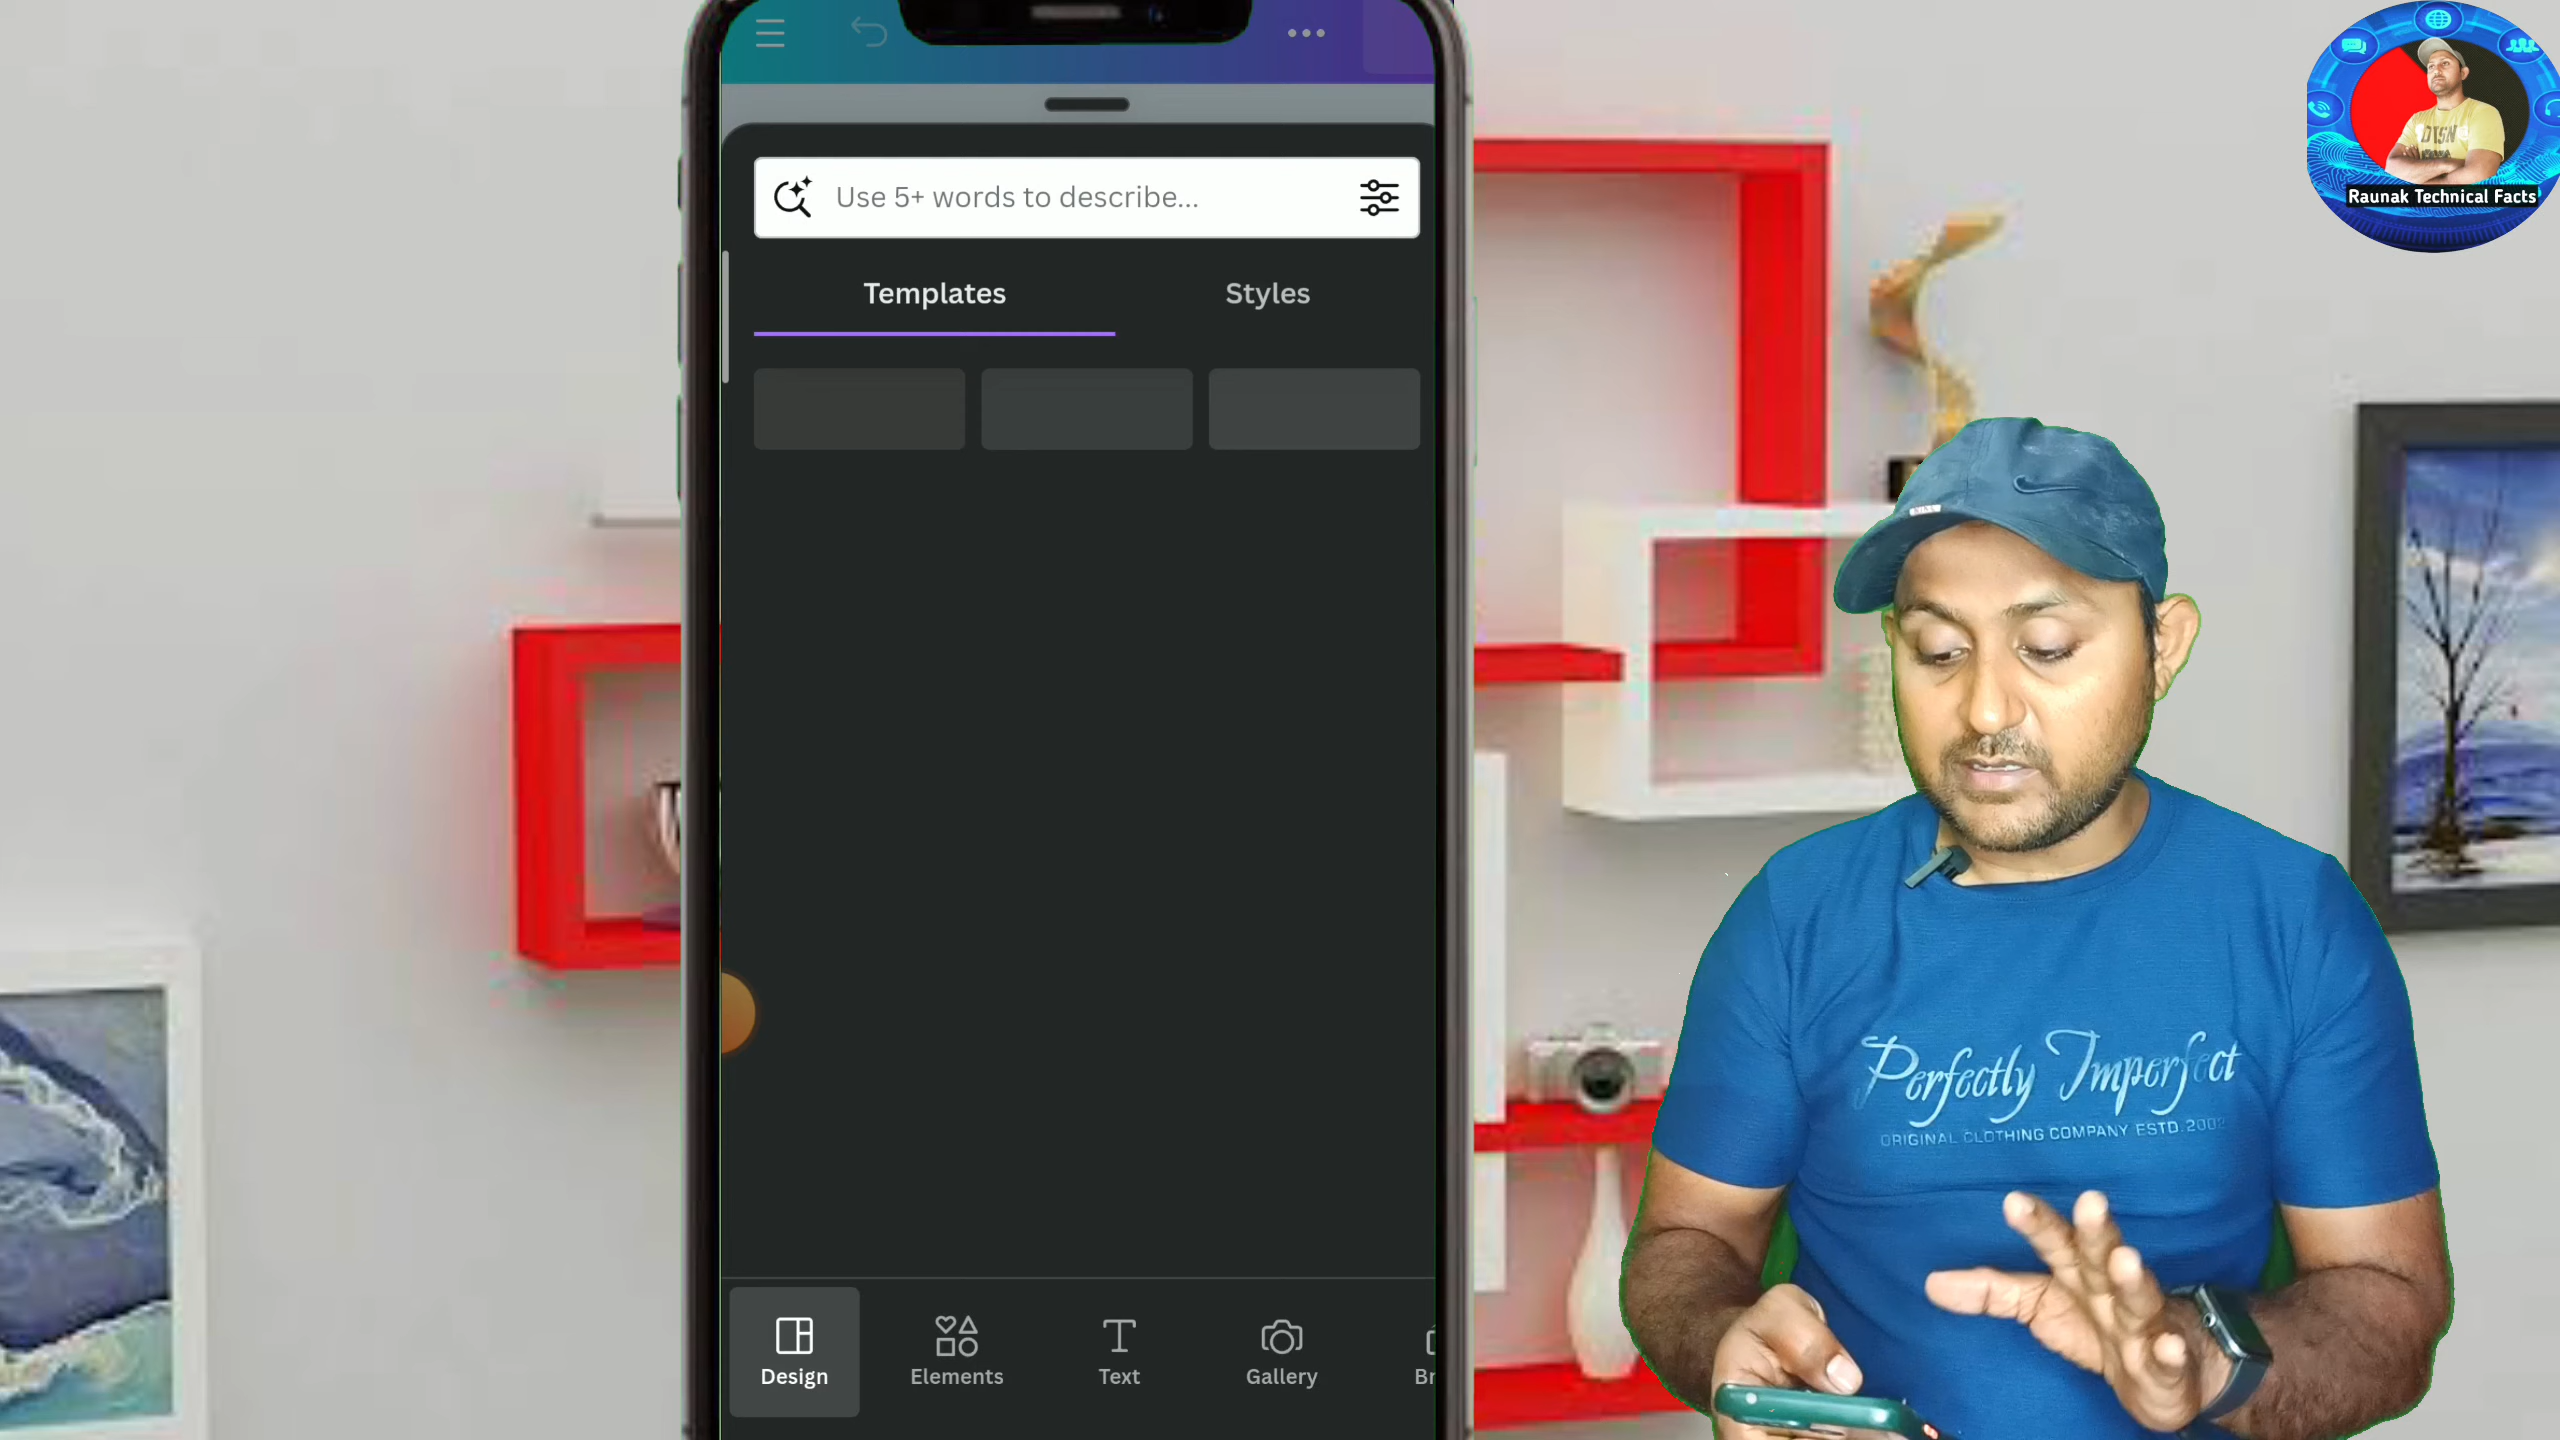 Use 5+ words to describe...
Templates
Styles
Design
Elements
Text
Gallery
Br
Raunak Technical Facts
Perfectly Imperfect
ORIGINAL CLOTHING COMPANY ESTD.